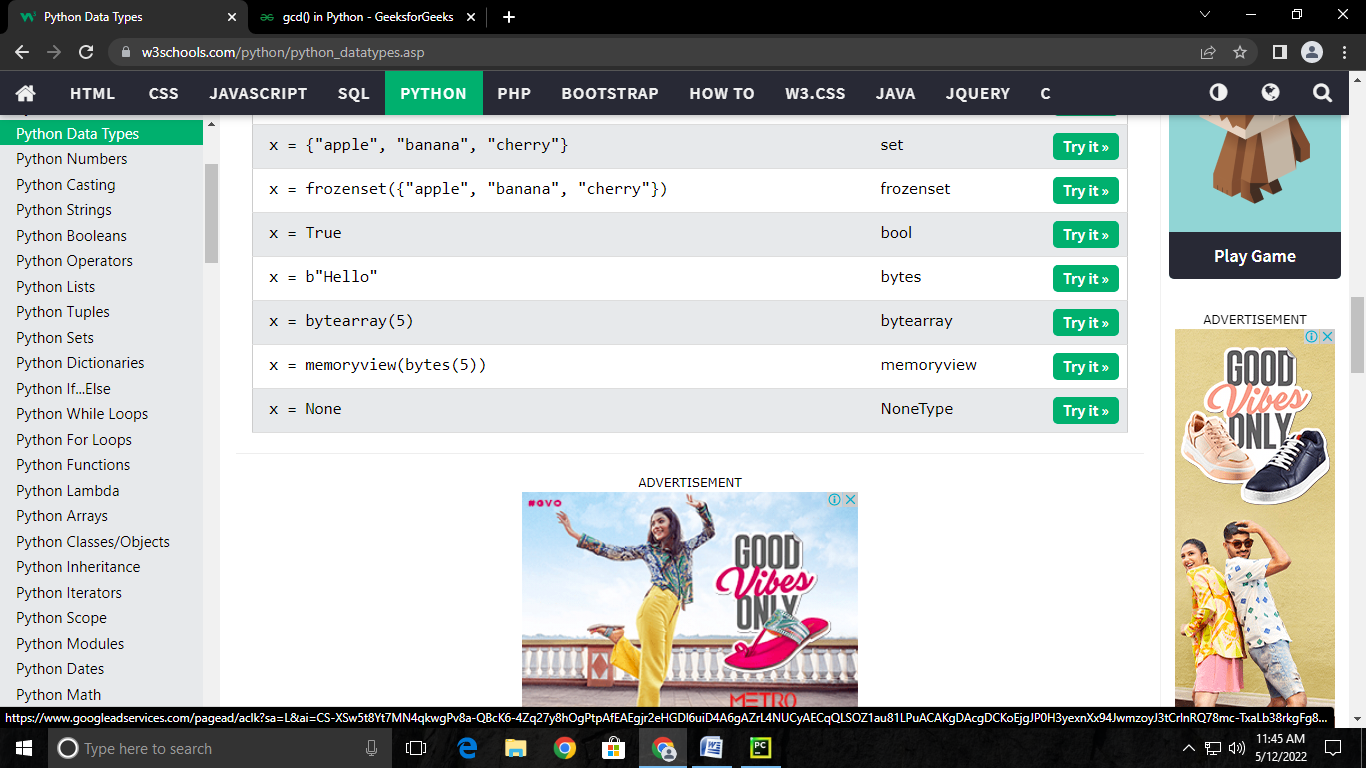 Python Data Types
gcd() in Python - GeeksforGeeks
w3schools.com/python/python_datatypes.asp
HTML CSS JAVASCRIPT SQL PYTHON PHP BOOTSTRAP HOW TO W3.CSS JAVA JQUERY C
Python Data Types
Python Numbers
Python Casting
Python Strings
Python Booleans
Python Operators
Python Lists
Python Tuples
Python Sets
Python Dictionaries
Python If...Else
Python While Loops
Python For Loops
Python Functions
Python Lambda
Python Arrays
Python Classes/Objects
Python Inheritance
Python Iterators
Python Scope
Python Modules
Python Dates
Python Math
x = {"apple", "banana", "cherry"} set Try it »
x = frozenset({"apple", "banana", "cherry"}) frozenset Try it »
x = True bool Try it »
x = b"Hello" bytes Try it »
x = bytearray(5) bytearray Try it »
x = memoryview(bytes(5)) memoryview Try it »
x = None NoneType Try it »
ADVERTISEMENT
#GVO
GOOD
Vibes
ONLY
METRO
Play Game
ADVERTISEMENT
GOOD
Vibes
ONLY
Type here to search
11:45 AM
5/12/2022